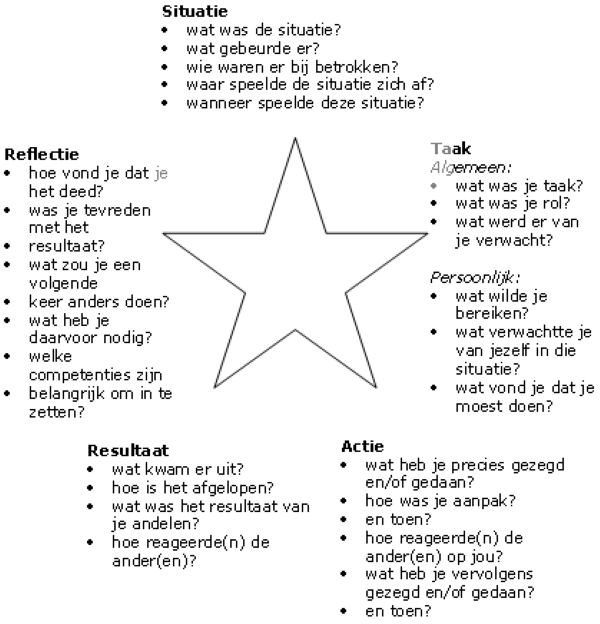 Situatie
• wat was de situatie?
• wat gebeurde er?
• wie waren er bij betrokken?
• waar speelde de situatie zich af?
• wanneer speelde deze situatie?
Reflectie
• hoe vond je dat je
het deed?
• was je tevreden
met het
• resultaat?
• wat zou je een
volgende
• keer anders doen?
• wat heb je
daarvoor nodig?
• welke
competenties zijn
• belangrijk om in te
zetten?
Taak
Algemeen:
• wat was je taak?
• wat was je rol?
• wat werd er van
je verwacht?
Persoonlijk:
• wat wilde je
bereiken?
• wat verwachtte je
van jezelf in die
situatie?
• wat vond je dat je
moest doen?
Resultaat
• wat kwam er uit?
• hoe is het afgelopen?
• wat was het resultaat van
je andelen?
• hoe reageerde(n) de
ander(en)?
Actie
• wat heb je precies gezegd
en/of gedaan?
• hoe was je aanpak?
• en toen?
• hoe reageerde(n) de
ander(en) op jou?
• wat heb je vervolgens
gezegd en/of gedaan?
• en toen?